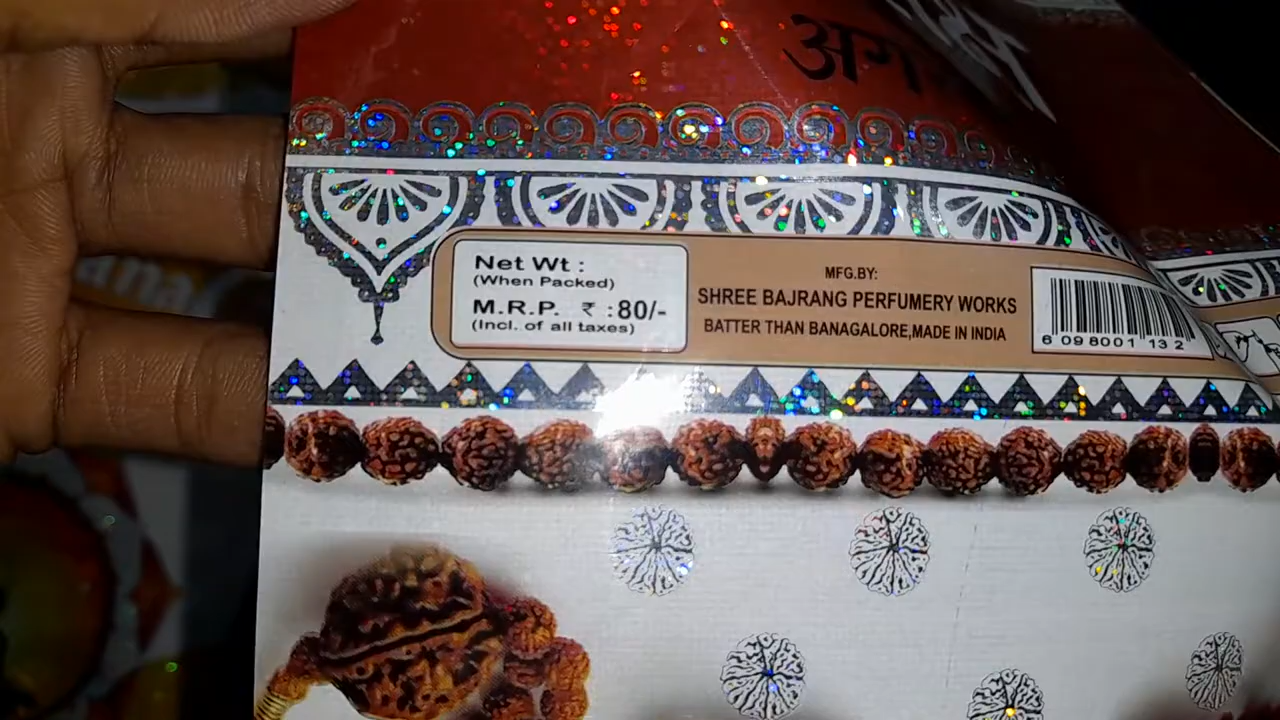 Net Wt :
(When Packed)
M.R.P. ₹ :80/-
(Incl. of all taxes)
MFG.BY:
SHREE BAJRANG PERFUMERY WORKS
BATTER THAN BANAGALORE,MADE IN INDIA
6 098001 132